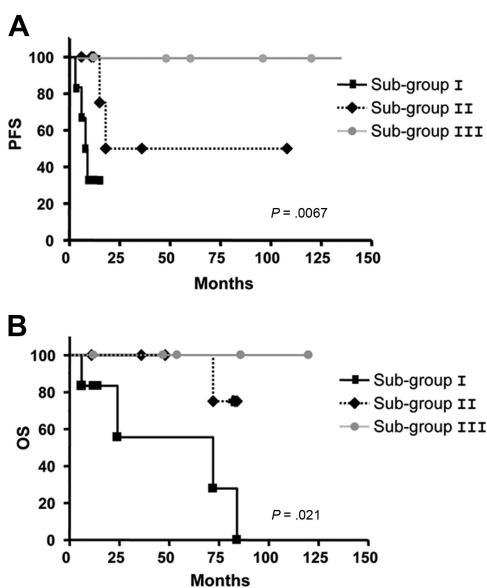 A
100
80
60
40
20
0
PFS
0 25 50 75 100 125 150
Months
Sub-group I
Sub-group II
Sub-group III
P = .0067
B
100
80
60
40
20
0
OS
0 25 50 75 100 125 150
Months
Sub-group I
Sub-group II
Sub-group III
P = .021